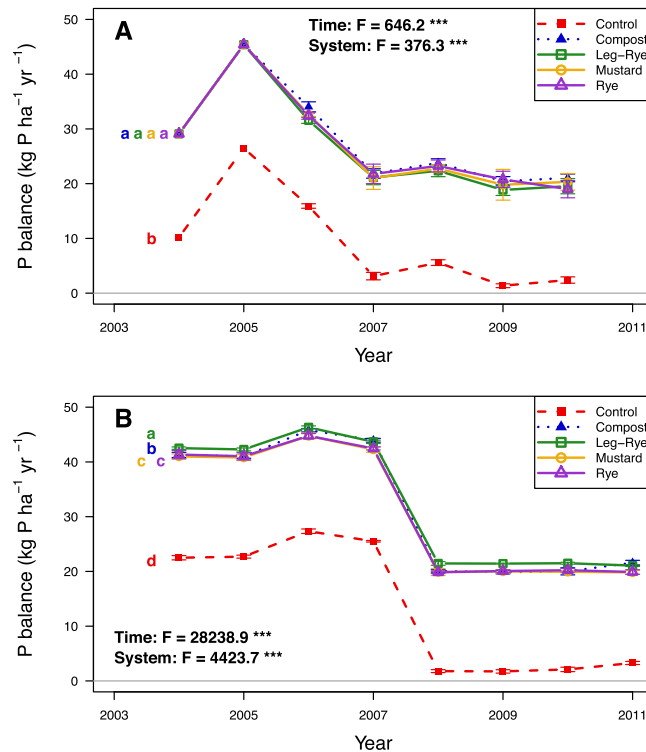 A
Time: F = 646.2 ***
System: F = 376.3 ***
Control
Compost
Leg−Rye
Mustard
Rye
P balance (kg P ha⁻¹ yr⁻¹)
50
40
30
20
10
0
a a a a
b
2003 2005 2007 2009 2011
Year
B
Control
Compost
Leg−Rye
Mustard
Rye
P balance (kg P ha⁻¹ yr⁻¹)
50
40
30
20
10
0
a
b
c c
d
Time: F = 28238.9 ***
System: F = 4423.7 ***
2003 2005 2007 2009 2011
Year